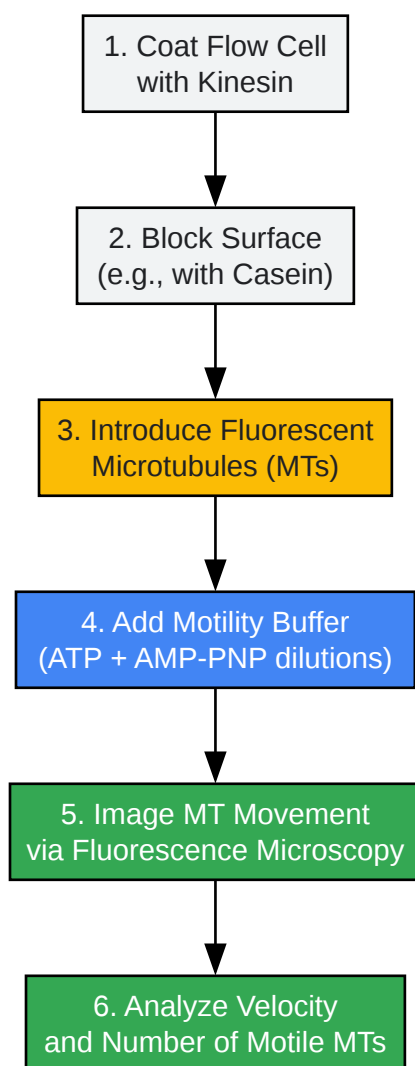 1. Coat Flow Cell
with Kinesin
2. Block Surface
(e.g., with Casein)
3. Introduce Fluorescent
Microtubules (MTs)
4. Add Motility Buffer
(ATP + AMP-PNP dilutions)
5. Image MT Movement
via Fluorescence Microscopy
6. Analyze Velocity
and Number of Motile MTs